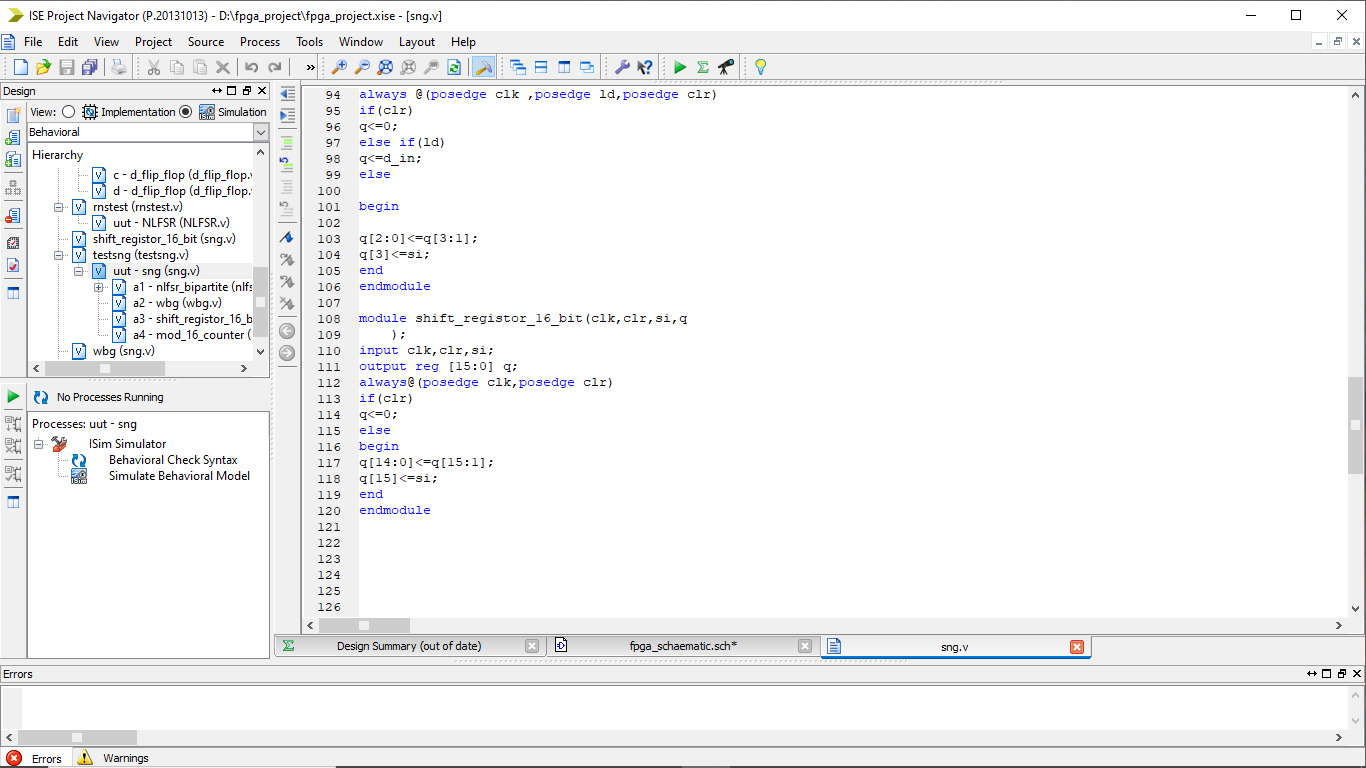 ISE Project Navigator (P.20131013) - D:\fpga_project\fpga_project.xise - [sng.v]
File Edit View Project Source Process Tools Window Layout Help
»
Design
View: Implementation Simulation
Behavioral
Hierarchy
c - d_flip_flop (d_flip_flop.v
d - d_flip_flop (d_flip_flop.
rnstest (rnstest.v)
uut - NLFSR (NLFSR.v)
shift_registor_16_bit (sng.v)
testsng (testsng.v)
uut - sng (sng.v)
a1 - nlfsr_bipartite (nlfs
a2 - wbg (wbg.v)
a3 - shift_registor_16_b
a4 - mod_16_counter (
wbg (sng.v)
No Processes Running
Processes: uut - sng
ISim Simulator
Behavioral Check Syntax
Simulate Behavioral Model
94 always @(posedge clk ,posedge ld,posedge clr)
95 if(clr)
96 q<=0;
97 else if(ld)
98 q<=d_in;
99 else
100
101 begin
102
103 q[2:0]<=q[3:1];
104 q[3]<=si;
105 end
106 endmodule
107
108 module shift_registor_16_bit(clk,clr,si,q
109 );
110 input clk,clr,si;
111 output reg [15:0] q;
112 always@(posedge clk,posedge clr)
113 if(clr)
114 q<=0;
115 else
116 begin
117 q[14:0]<=q[15:1];
118 q[15]<=si;
119 end
120 endmodule
121
122
123
124
125
126
Design Summary (out of date) fpga_schaematic.sch* sng.v
Errors
Errors Warnings